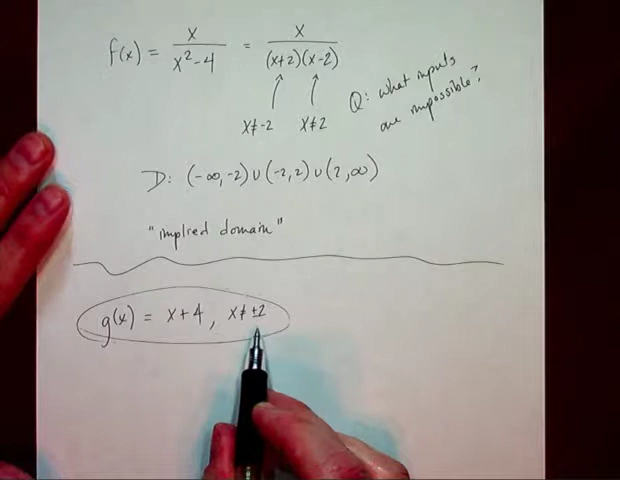 f(x) = x/(x²-4) = x/((x+2)(x-2))
x≠-2 x≠2
Q: what inputs
are impossible?
D: (-∞,-2)∪(-2,2)∪(2,∞)
"implied domain"
g(x) = x+4, x≠±2